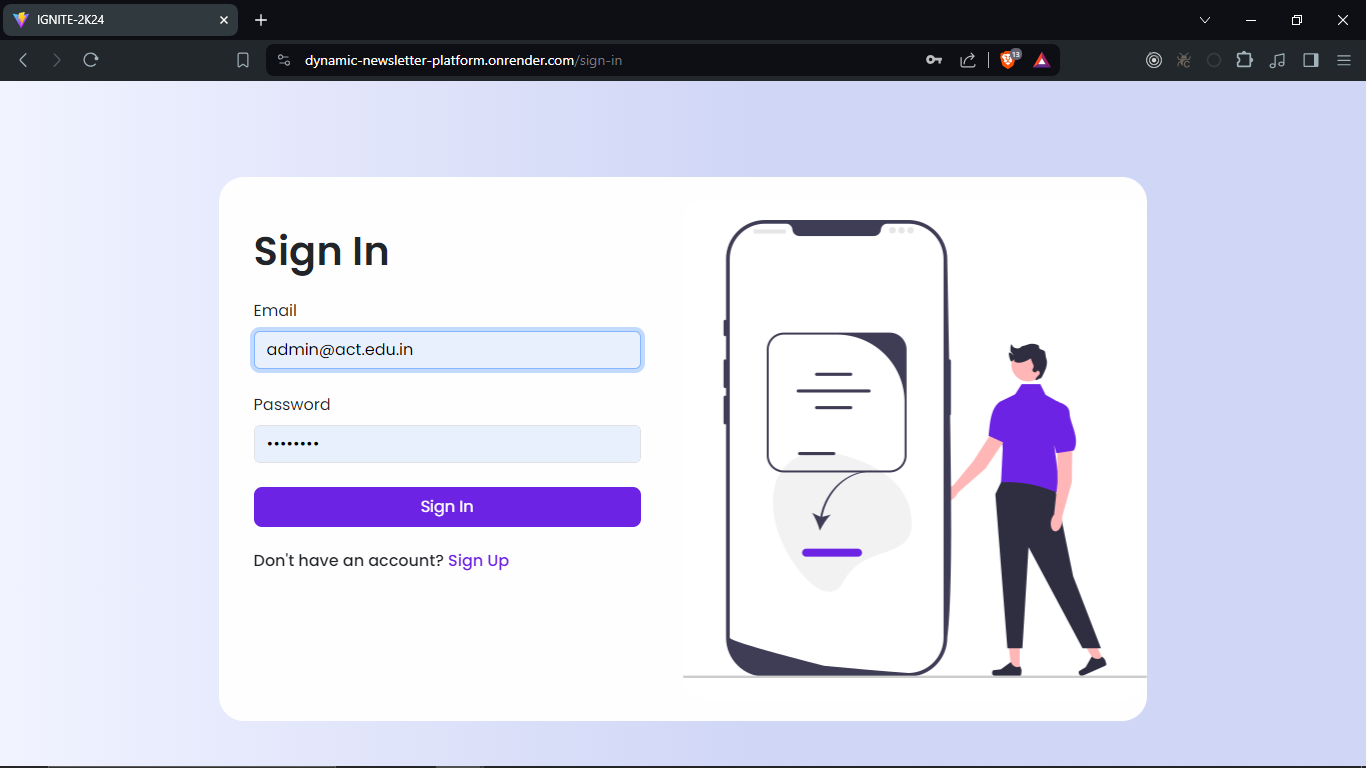 IGNITE-2K24
dynamic-newsletter-platform.onrender.com/sign-in
13
Sign In
Email
admin@act.edu.in
Password
••••••••
Sign In
Don't have an account? Sign Up